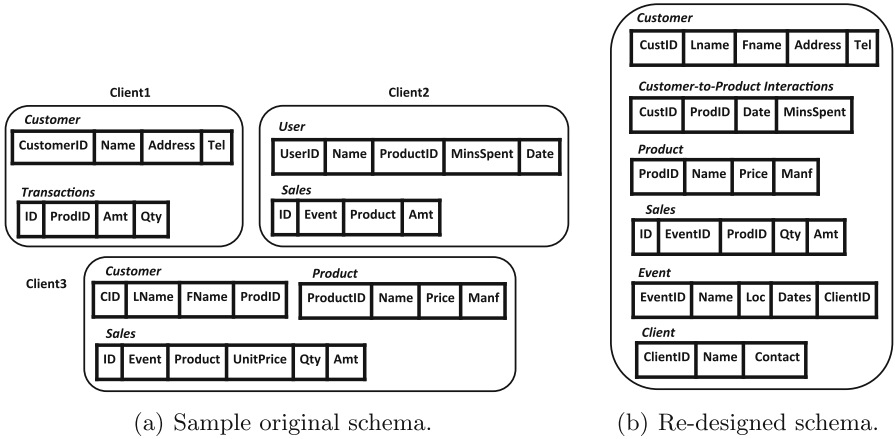 Client1
Customer
CustomerID Name Address Tel
Transactions
ID ProdID Amt Qty
Client2
User
UserID Name ProductID MinsSpent Date
Sales
ID Event Product Amt
Client3
Customer
CID LName FName ProdID
Product
ProductID Name Price Manf
Sales
ID Event Product UnitPrice Qty Amt
(a) Sample original schema.
Customer
CustID Lname Fname Address Tel
Customer-to-Product Interactions
CustID ProdID Date MinsSpent
Product
ProdID Name Price Manf
Sales
ID EventID ProdID Qty Amt
Event
EventID Name Loc Dates ClientID
Client
ClientID Name Contact
(b) Re-designed schema.